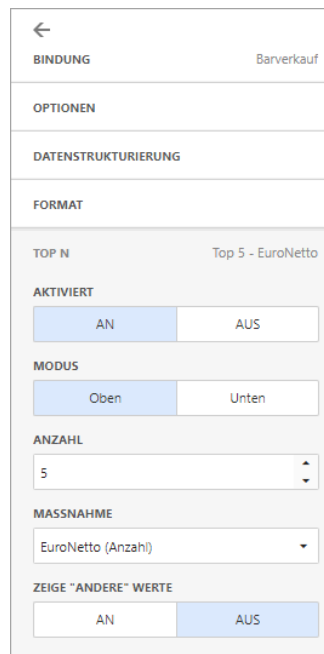 BINDUNG Barverkauf
OPTIONEN
DATENSTRUKTURIERUNG
FORMAT
TOP N Top 5 - EuroNetto
AKTIVIERT
AN AUS
MODUS
Oben Unten
ANZAHL
5
MASSNAHME
EuroNetto (Anzahl)
ZEIGE "ANDERE" WERTE
AN AUS